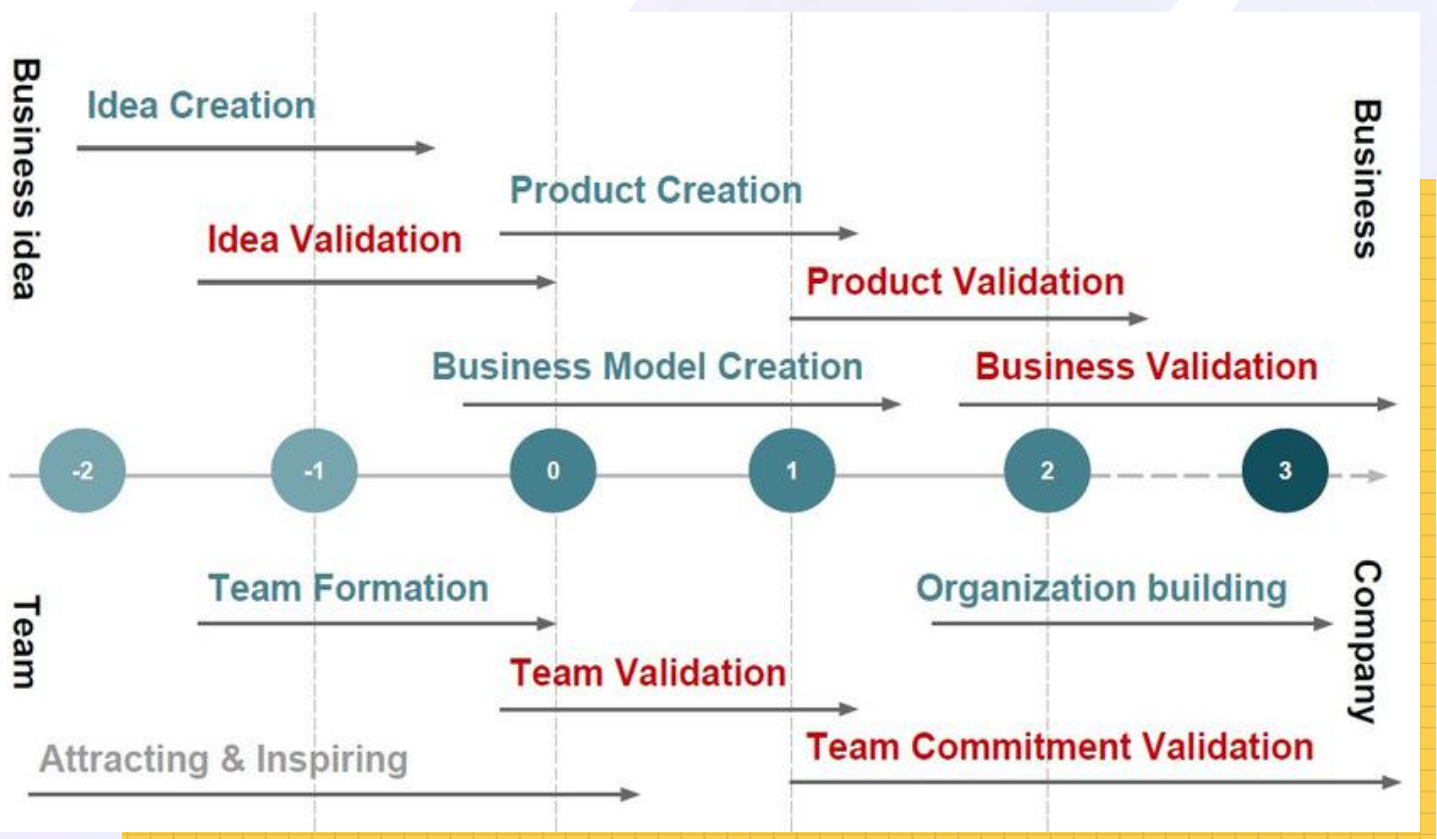 Business idea
Business
Idea Creation
Product Creation
Idea Validation
Product Validation
Business Model Creation
Business Validation
-2
-1
0
1
2
3
Team
Company
Team Formation
Organization building
Team Validation
Team Commitment Validation
Attracting & Inspiring